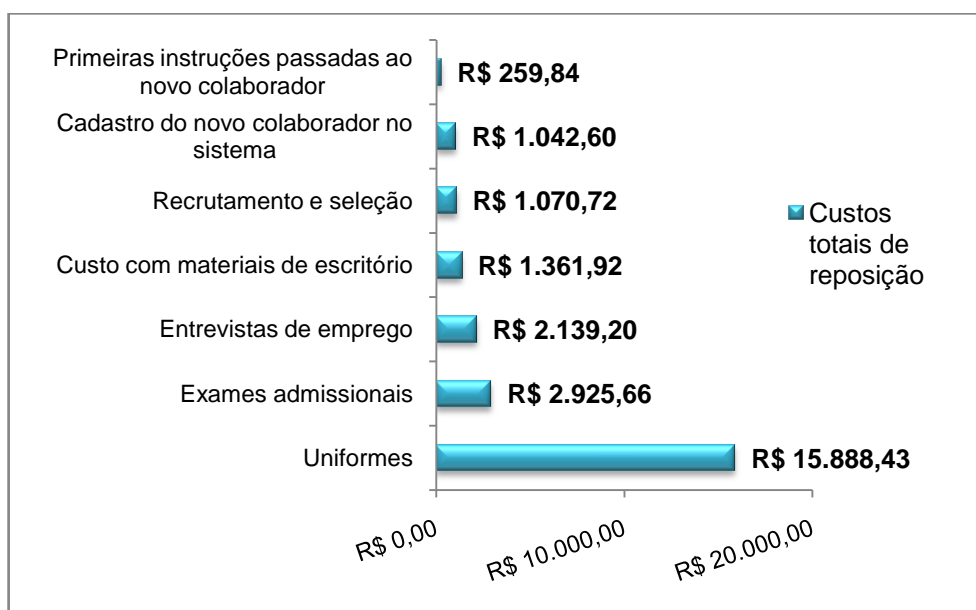 Primeiras instruções passadas ao
novo colaborador
R$ 259,84
Cadastro do novo colaborador no
sistema
R$ 1.042,60
Recrutamento e seleção
R$ 1.070,72
Custo com materiais de escritório
R$ 1.361,92
Entrevistas de emprego
R$ 2.139,20
Exames admissionais
R$ 2.925,66
Uniformes
R$ 15.888,43
R$ 0,00
R$ 10.000,00
R$ 20.000,00
Custos
totais de
reposição